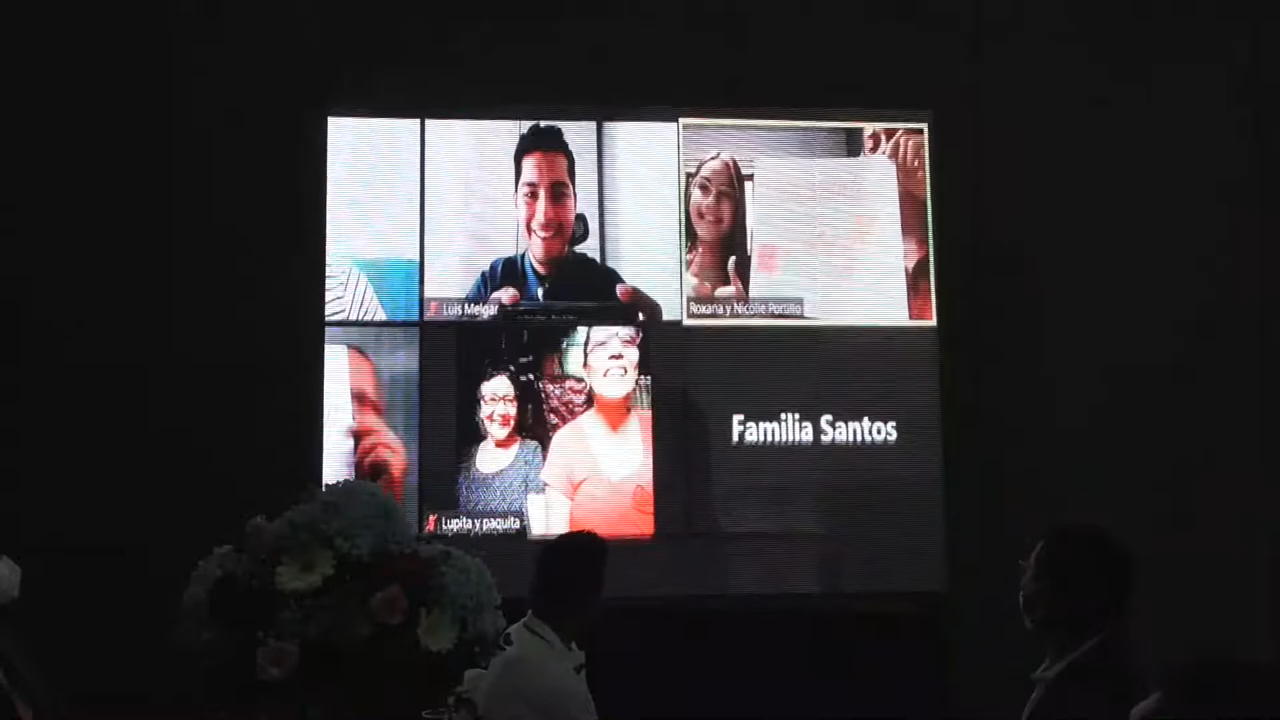 Luis Melgar
Roxana y Nicolle Portillo
Familia Santos
Lupita y paquita